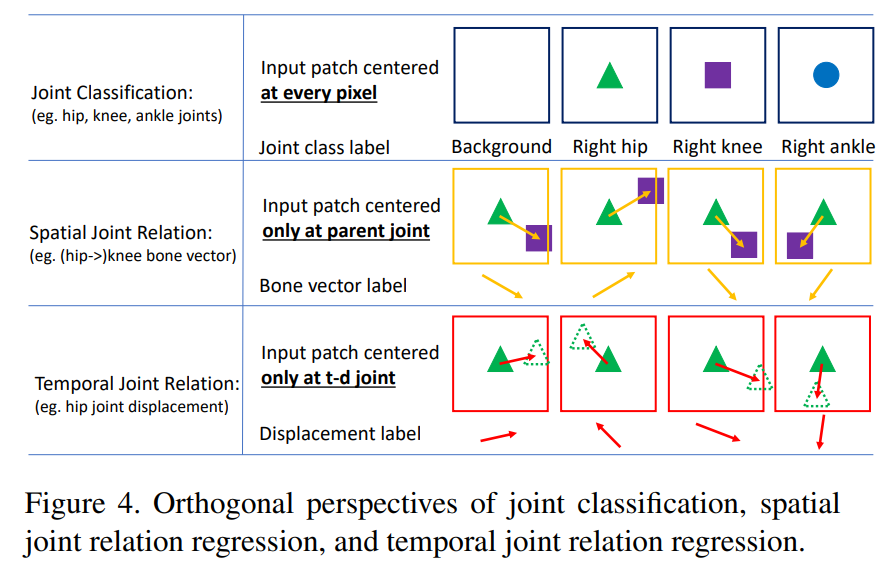 Joint Classification:
(eg. hip, knee, ankle joints)
Input patch centered
at every pixel
Joint class label
Background
Right hip
Right knee
Right ankle
Spatial Joint Relation:
(eg. (hip->)knee bone vector)
Input patch centered
only at parent joint
Bone vector label
Temporal Joint Relation:
(eg. hip joint displacement)
Input patch centered
only at t-d joint
Displacement label
Figure 4. Orthogonal perspectives of joint classification, spatial
joint relation regression, and temporal joint relation regression.